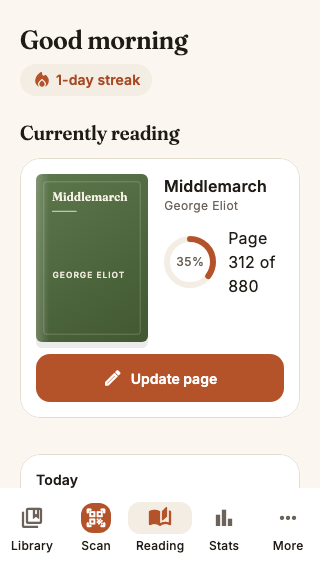 Good morning
1-day streak
Currently reading
Middlemarch
GEORGE ELIOT
Middlemarch
George Eliot
35%
Page
312 of
880
Update page
Today
Library
Scan
Reading
Stats
More